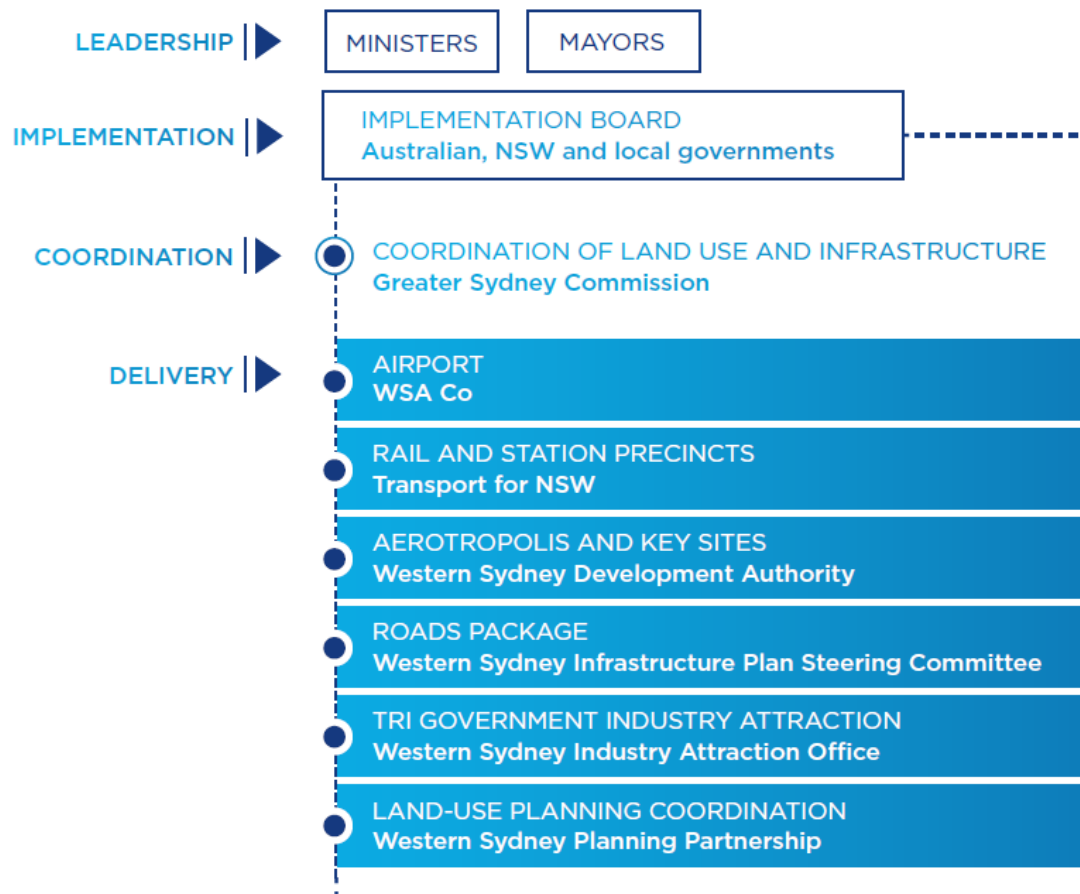 LEADERSHIP
MINISTERS
MAYORS
IMPLEMENTATION
IMPLEMENTATION BOARD
Australian, NSW and local governments
COORDINATION
COORDINATION OF LAND USE AND INFRASTRUCTURE
Greater Sydney Commission
DELIVERY
AIRPORT
WSA Co
RAIL AND STATION PRECINCTS
Transport for NSW
AEROTROPOLIS AND KEY SITES
Western Sydney Development Authority
ROADS PACKAGE
Western Sydney Infrastructure Plan Steering Committee
TRI GOVERNMENT INDUSTRY ATTRACTION
Western Sydney Industry Attraction Office
LAND-USE PLANNING COORDINATION
Western Sydney Planning Partnership